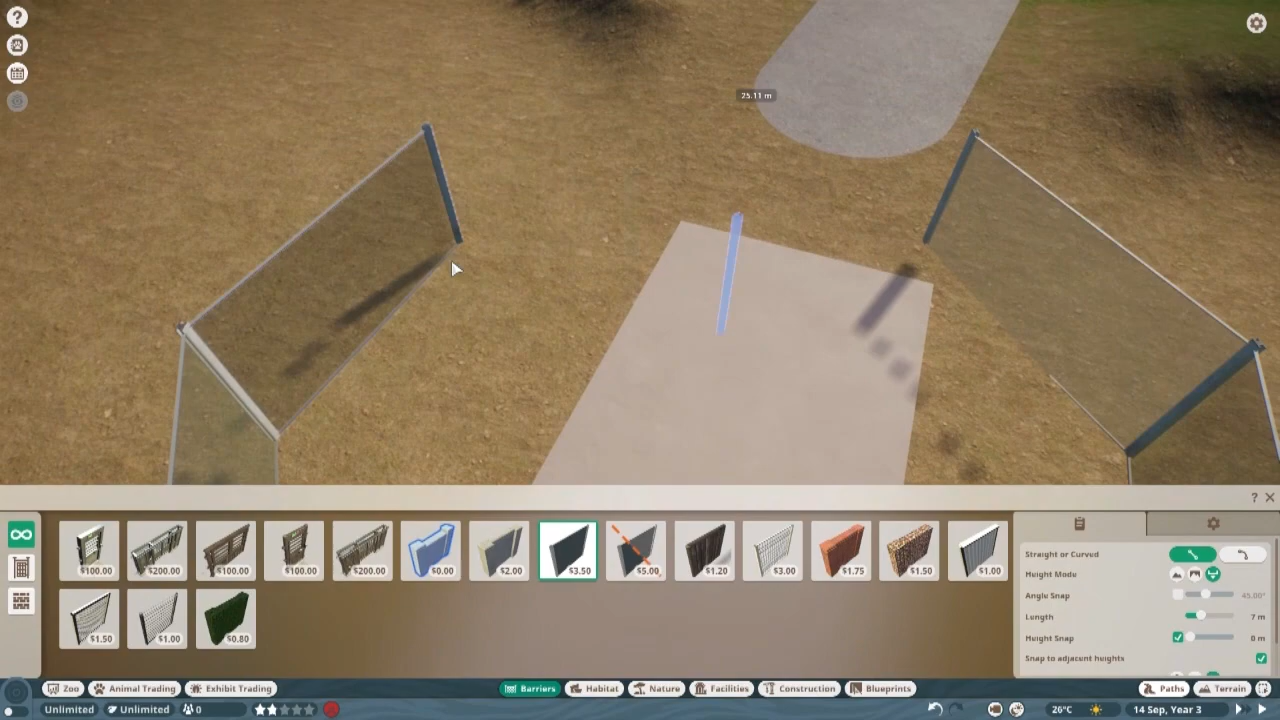 ?
25.11 m
?
$100.00
$200.00
$100.00
$100.00
$200.00
$0.00
$2.00
$3.50
$5.00
$1.20
$3.00
$1.75
$1.50
$1.00
$1.50
$1.00
$0.80
Straight or Curved
Height Mode
Angle Snap 45.00°
Length 7 m
Height Snap 0 m
Snap to adjacent heights
Zoo Animal Trading Exhibit Trading Barriers Habitat Nature Facilities Construction Blueprints Paths Terrain
Unlimited Unlimited 0 26°C 14 Sep, Year 3